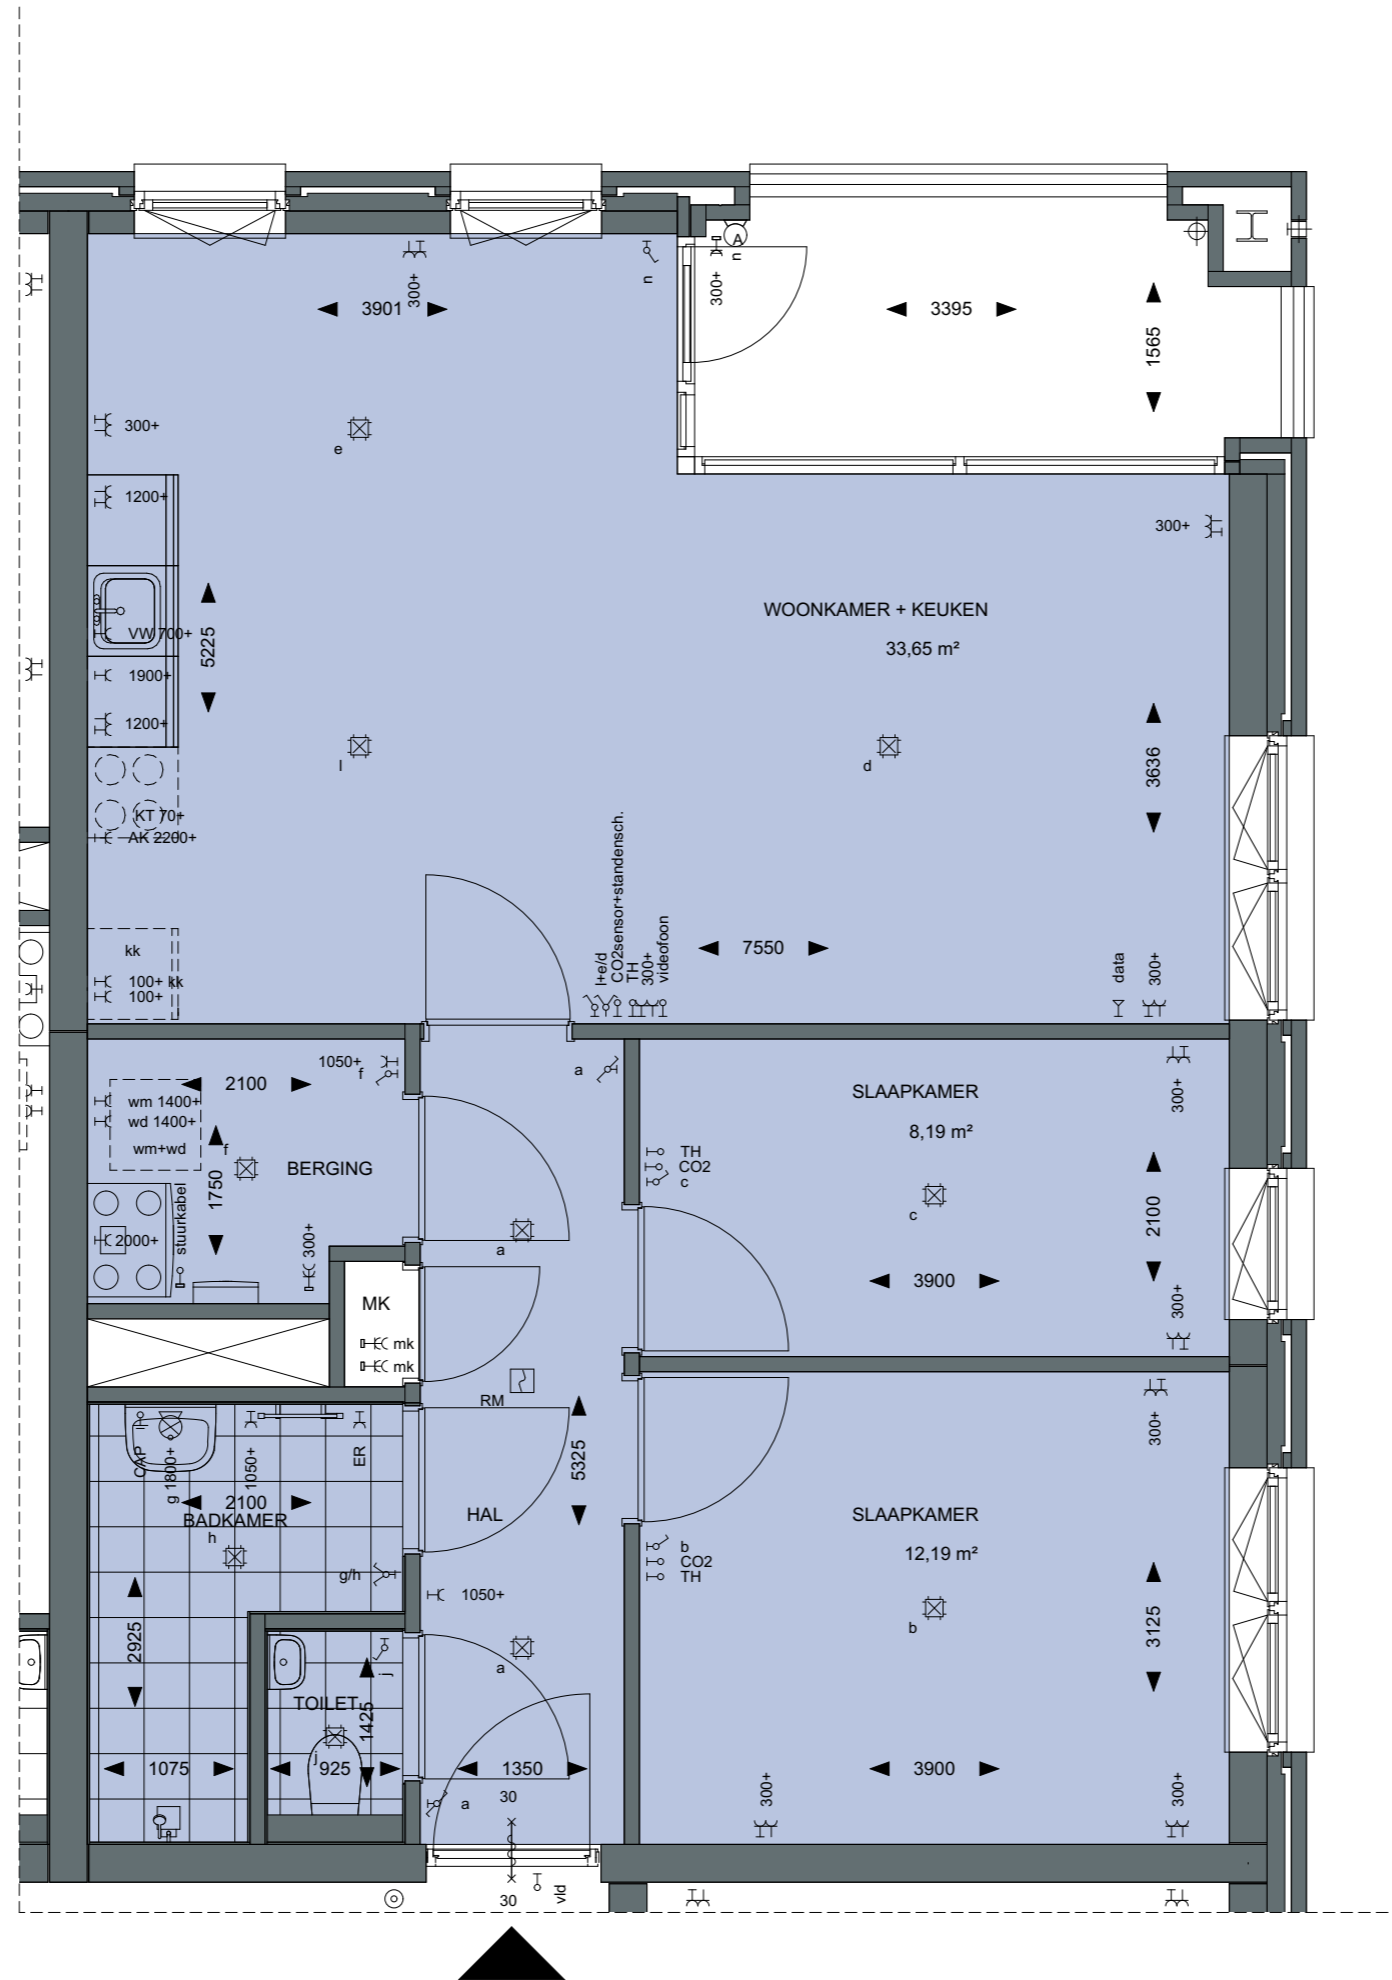 3901
300+
n
300+
A
n
3395
1565
300+
e
1200+
300+
WOONKAMER + KEUKEN
33,65 m²
5225
VW 700+
1900+
1200+
l
d
3636
KT 70+
AK 2200+
kk
100+ kk
100+
l+e/d
CO2sensor+standensch.
TH
300+
videofoon
7550
data
300+
1050+
f
2100
wm 1400+
wd 1400+
wm+wd
f
BERGING
1750
stuurkabel
2000+
300+
a
a
SLAAPKAMER
8,19 m²
300+
TH
CO2
c
c
2100
3900
300+
MK
mk
mk
RM
5325
HAL
CAP
g 1800+
1050+
ER
2100
BADKAMER
h
g/h
2925
1075
1050+
SLAAPKAMER
12,19 m²
300+
b
CO2
TH
b
3125
3900
300+
300+
TOILET
j
j
1425
925
a
1350
a
30
30
vld